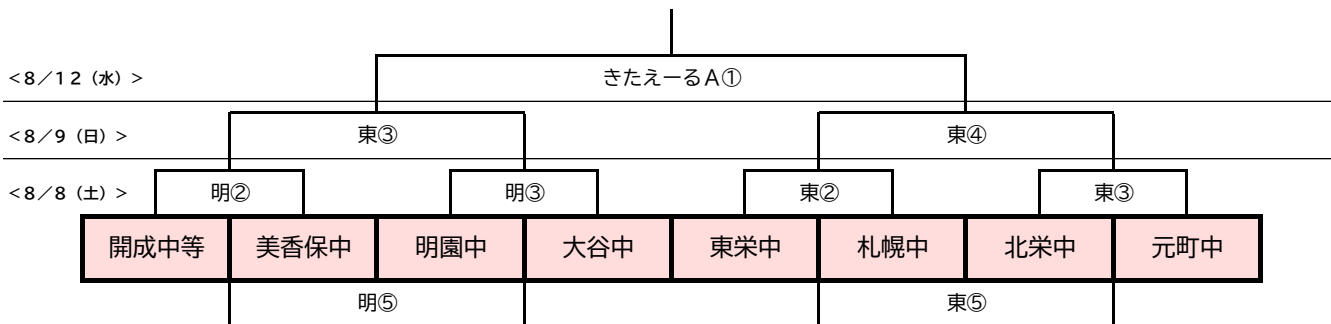 <8／12（水）> きたえーるA①
<8／9（日）> 東③ 東④
<8／8（土）> 明② 明③ 東② 東③
開成中等 美香保中 明園中 大谷中 東栄中 札幌中 北栄中 元町中
明⑤ 東⑤